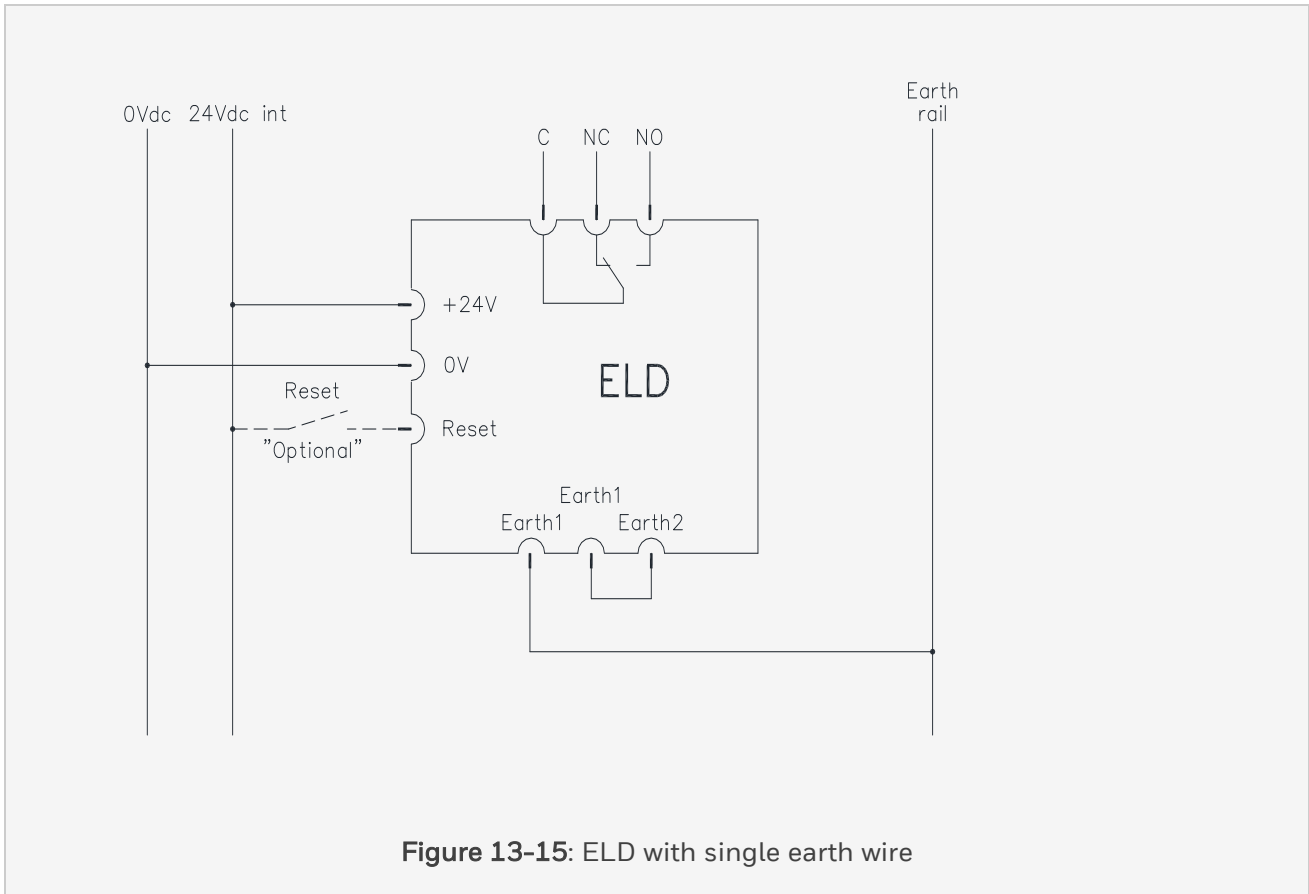 Earth
rail
0Vdc 24Vdc int
C NC NO
+24V
0V
ELD
Reset
Reset
"Optional"
Earth1
Earth1 Earth2
Figure 13-15: ELD with single earth wire